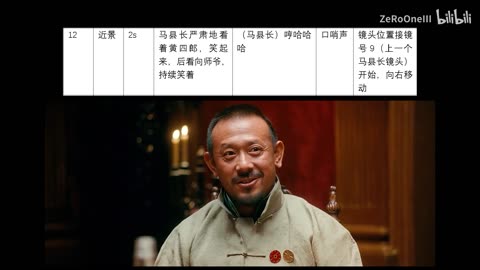 ZeRoOneIII
bilibili
12
近景
2s
马县长严肃地看
着黄四郎，笑起
来，后看向师爷，
持续笑着
（马县长）哼哈哈
哈
口哨声
镜头位置接镜
号 9（上一个
马县长镜头）
开始，向右移
动